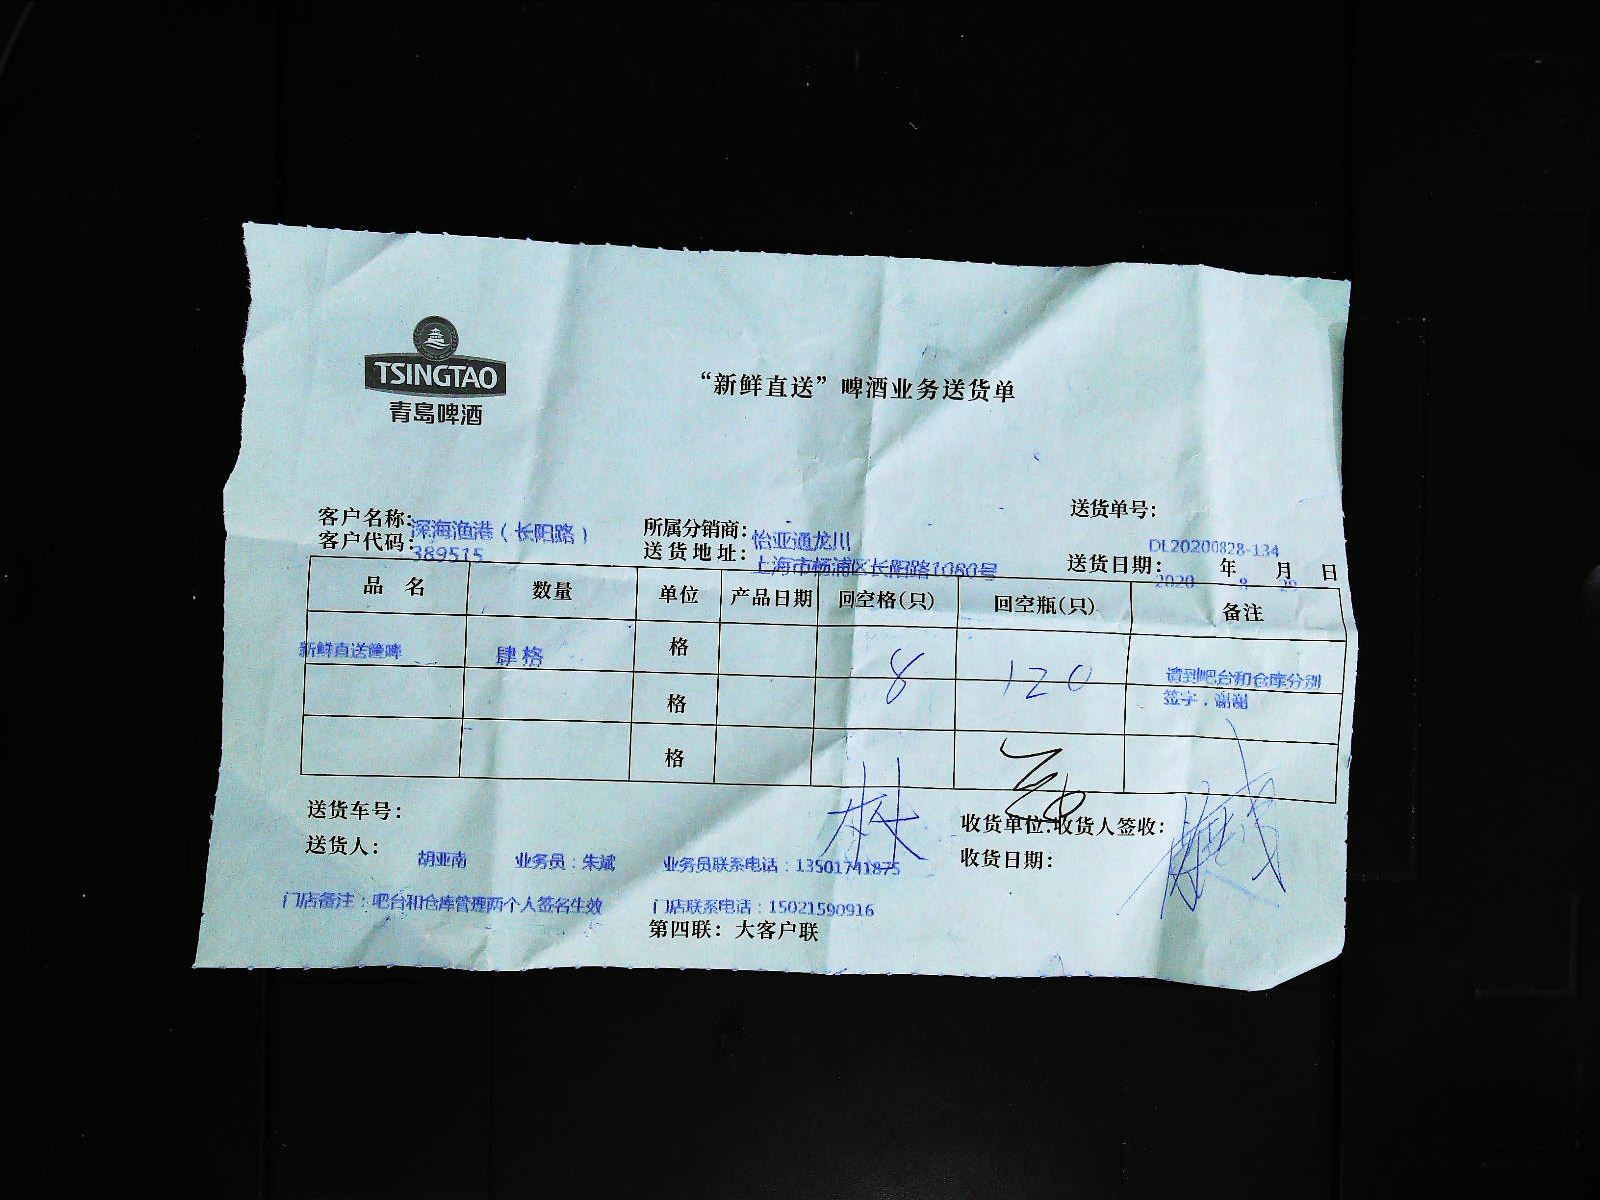 TSINGTAO
青島啤酒
“新鲜直送”啤酒业务送货单
送货单号: DL20200828-134
客户名称: 深海渔港（长阳路） 所属分销商: 怡亚通龙川
客户代码: 389515 送货地址: 上海市杨浦区长阳路1080号 送货日期: 2020 年 8 月 29 日
品 名 数量 单位 产品日期 回空格(只) 回空瓶(只) 备注
新鲜直送篓啤 肆格 格 8 120 请到吧台和仓库分别
签字，谢谢
格
格
送货车号:
林
收货单位:收货人签收:
送货人: 胡亚南 业务员：朱斌 业务员联系电话：13501741875 收货日期:
门店备注：吧台和仓库管理两个人签名生效 门店联系电话：15021590916
第四联：大客户联